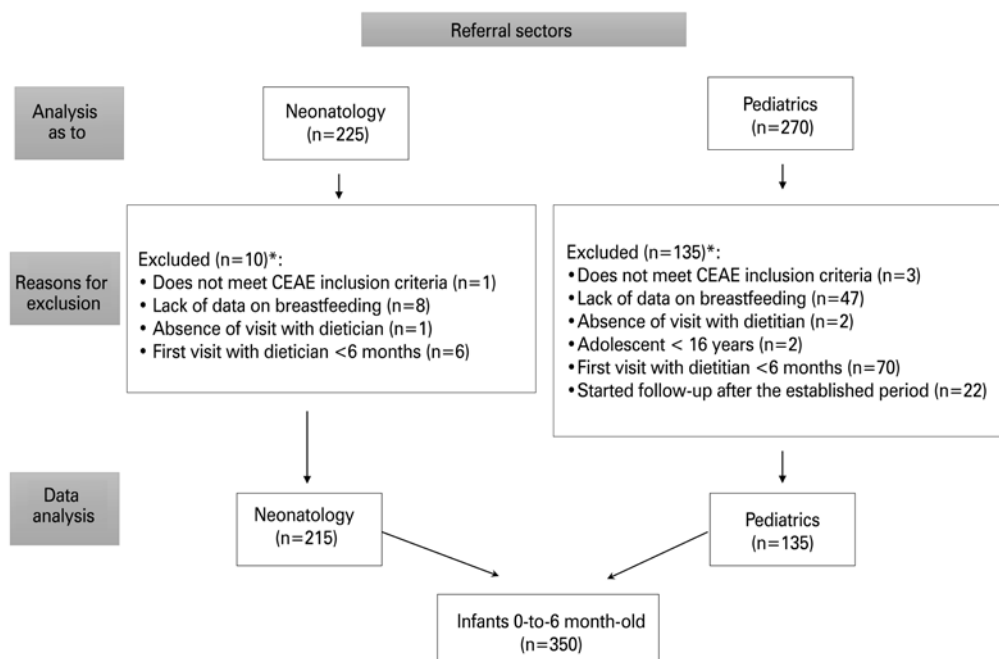 Referral sectors
Analysis
as to
Neonatology
(n=225)
Pediatrics
(n=270)
Reasons for
exclusion
Excluded (n=10)*:
• Does not meet CEAE inclusion criteria (n=1)
• Lack of data on breastfeeding (n=8)
• Absence of visit with dietician (n=1)
• First visit with dietician <6 months (n=6)
Excluded (n=135)*:
•Does not meet CEAE inclusion criteria (n=3)
•Lack of data on breastfeeding (n=47)
•Absence of visit with dietitian (n=2)
•Adolescent < 16 years (n=2)
•First visit with dietitian <6 months (n=70)
•Started follow-up after the established period (n=22)
Data
analysis
Neonatology
(n=215)
Pediatrics
(n=135)
Infants 0-to-6 month-old
(n=350)